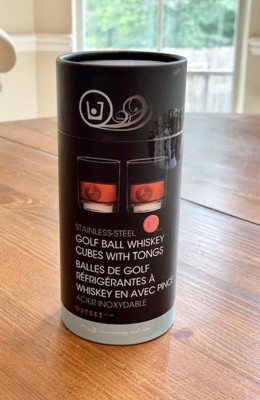 STAINLESS-STEEL
GOLF BALL WHISKEY
CUBES WITH TONGS
BALLES DE GOLF
RÉFRIGÉRANTES À
WHISKEY EN AVEC PINCE
ACIER INOXYDABLE
OUTSET